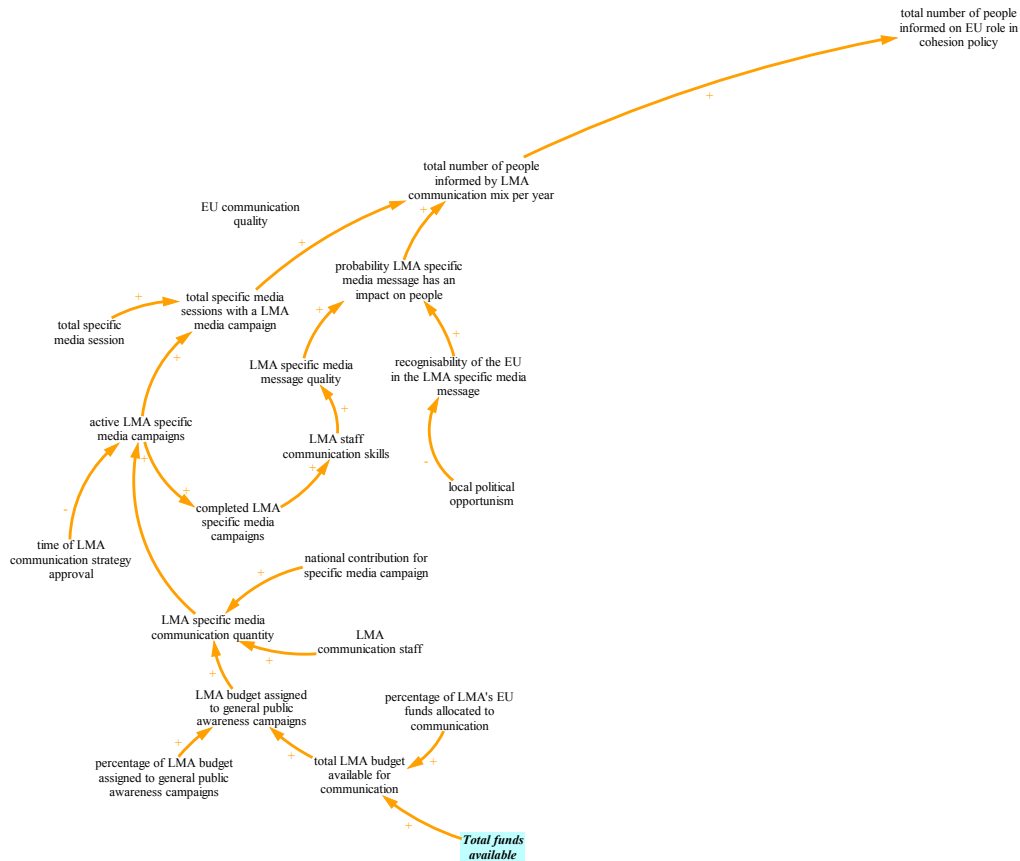 total number of people
informed on EU role in
cohesion policy
+
total number of people
informed by LMA
communication mix per year
EU communication
quality
+
+
probability LMA specific
media message has an
impact on people
+
total specific media
sessions with a LMA
media campaign
+
total specific
media session
+
+
LMA specific media
message quality
recognisability of the EU
in the LMA specific media
message
+
active LMA specific
media campaigns
+
LMA staff
communication skills
+
+
-
+
local political
opportunism
completed LMA
specific media
campaigns
-
time of LMA
communication strategy
approval
national contribution for
specific media campaign
+
LMA specific media
communication quantity
LMA
communication staff
+
+
LMA budget assigned
to general public
awareness campaigns
percentage of LMA's EU
funds allocated to
communication
+
+
+
percentage of LMA budget
assigned to general public
awareness campaigns
total LMA budget
available for
communication
+
Total funds
available